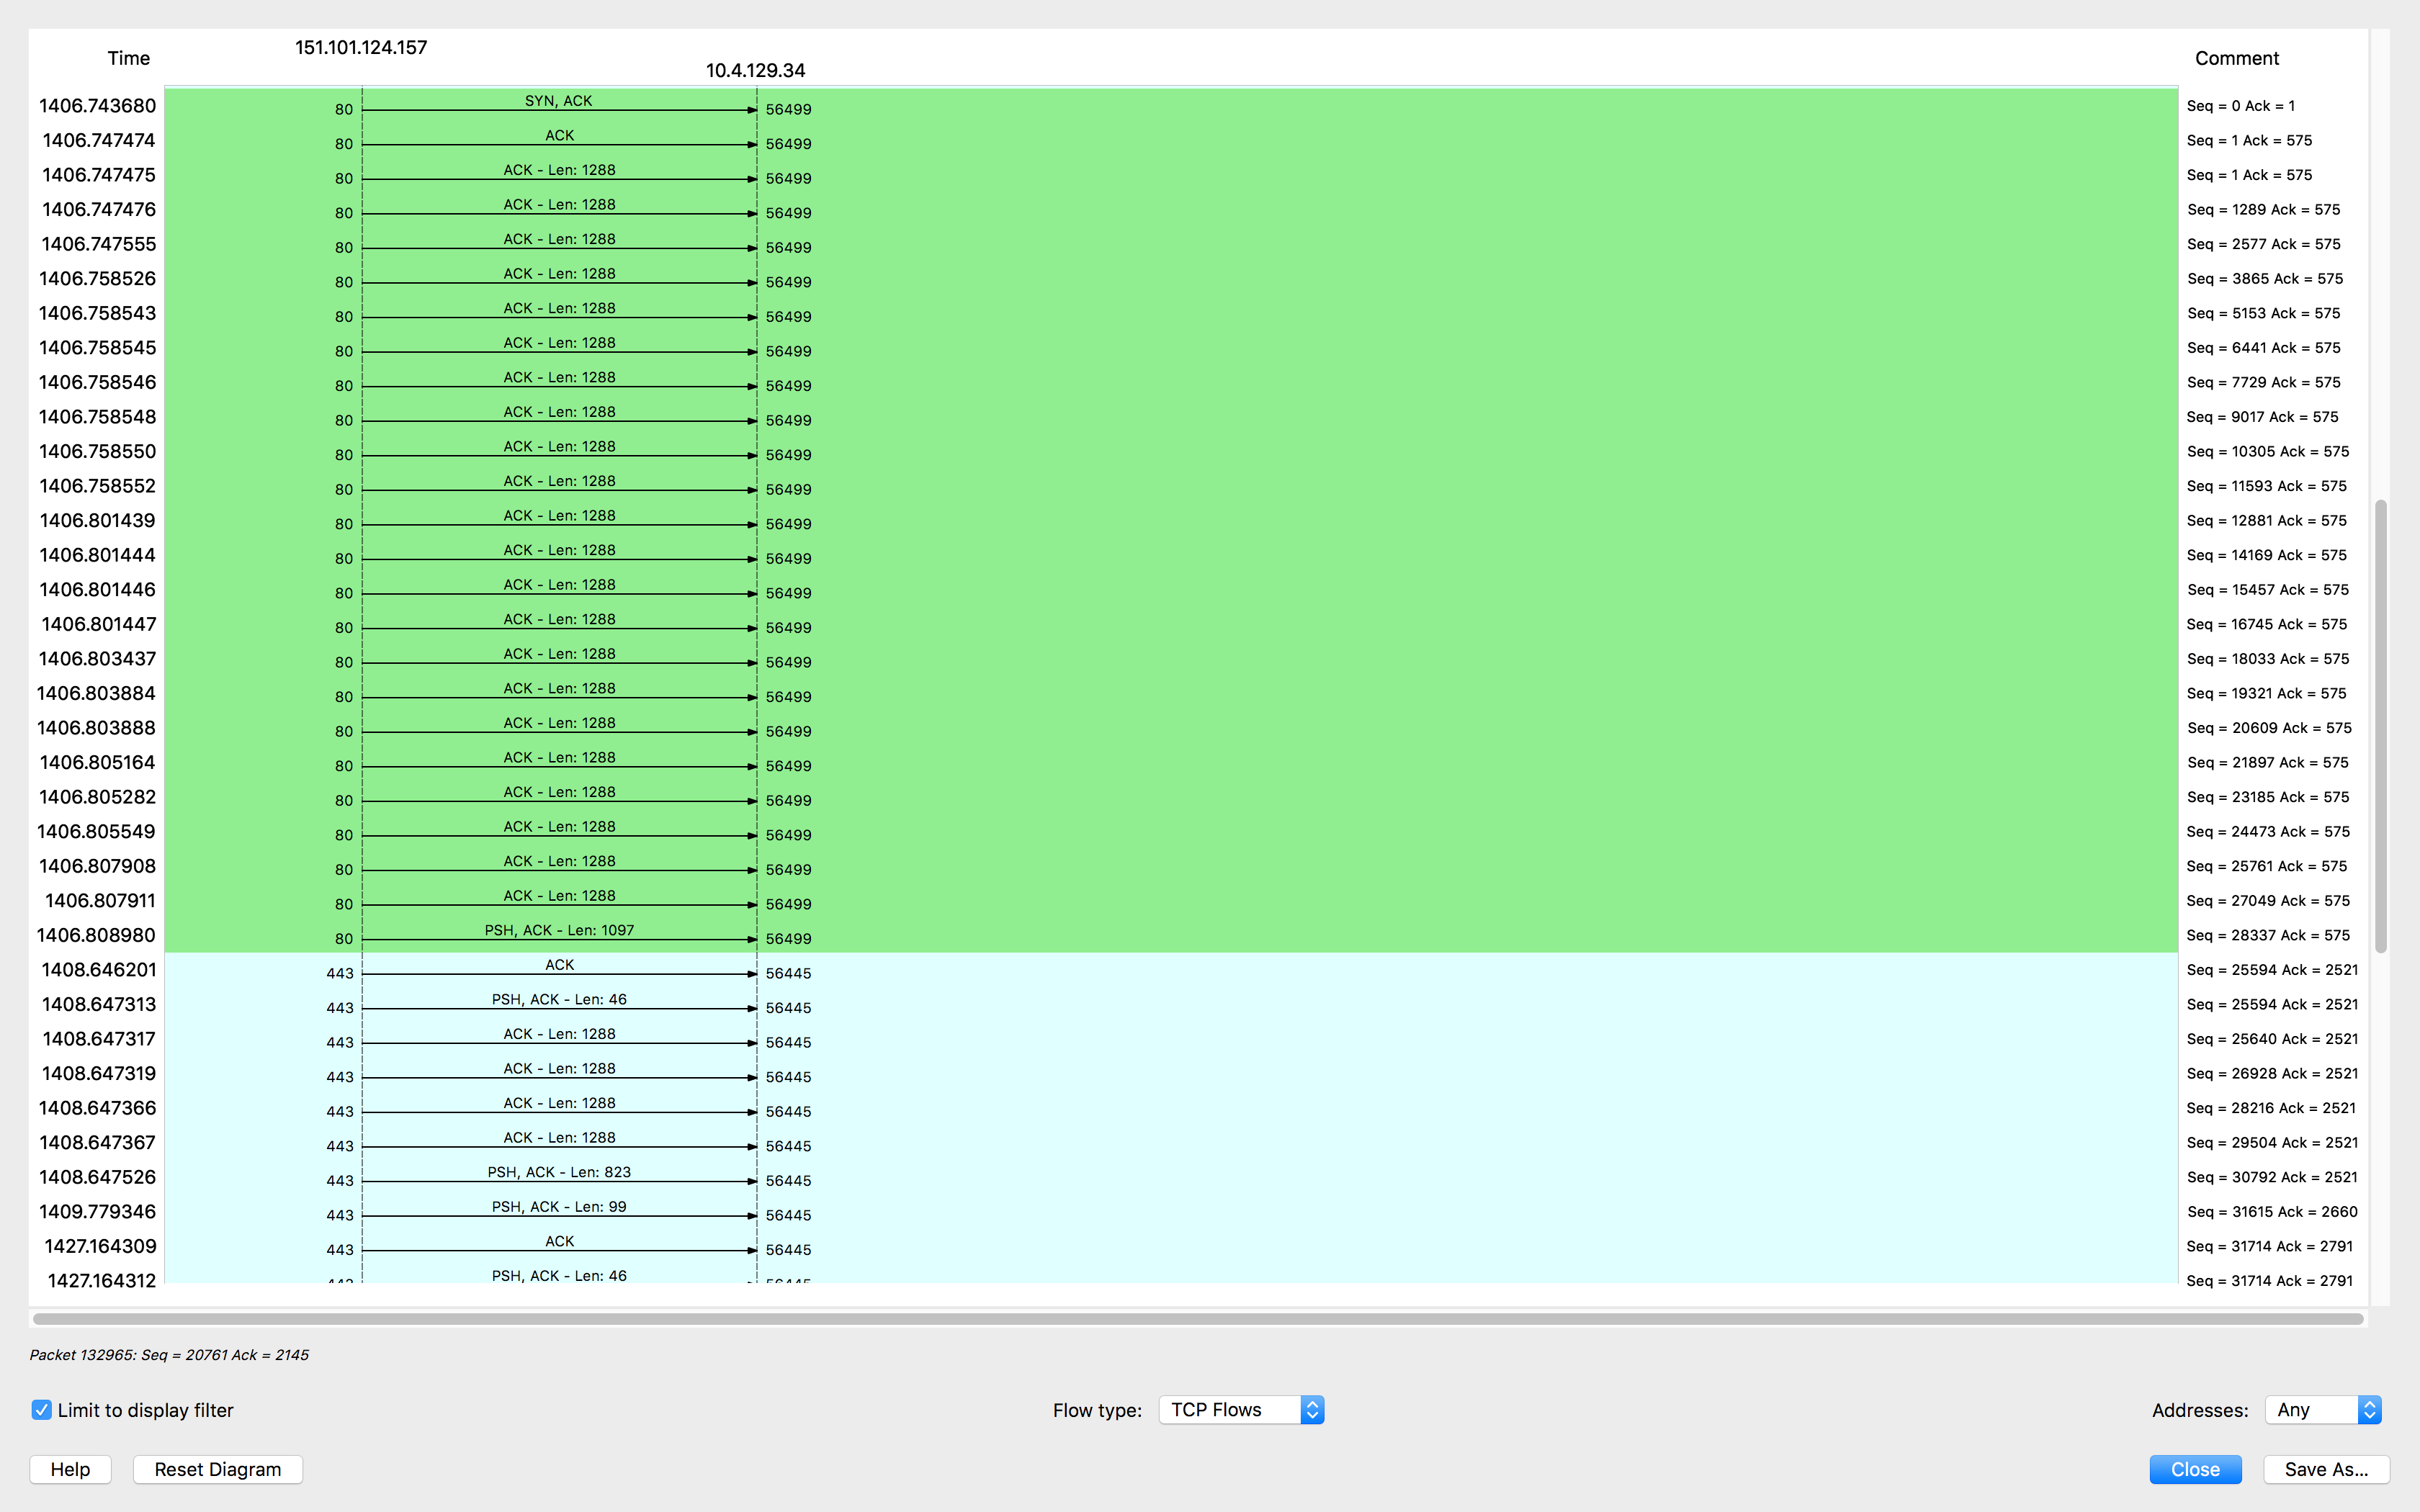 Time 151.101.124.157 10.4.129.34 Comment
1406.743680 80 SYN, ACK 56499 Seq = 0 Ack = 1
1406.747474 80 ACK 56499 Seq = 1 Ack = 575
1406.747475 80 ACK - Len: 1288 56499 Seq = 1 Ack = 575
1406.747476 80 ACK - Len: 1288 56499 Seq = 1289 Ack = 575
1406.747555 80 ACK - Len: 1288 56499 Seq = 2577 Ack = 575
1406.758526 80 ACK - Len: 1288 56499 Seq = 3865 Ack = 575
1406.758543 80 ACK - Len: 1288 56499 Seq = 5153 Ack = 575
1406.758545 80 ACK - Len: 1288 56499 Seq = 6441 Ack = 575
1406.758546 80 ACK - Len: 1288 56499 Seq = 7729 Ack = 575
1406.758548 80 ACK - Len: 1288 56499 Seq = 9017 Ack = 575
1406.758550 80 ACK - Len: 1288 56499 Seq = 10305 Ack = 575
1406.758552 80 ACK - Len: 1288 56499 Seq = 11593 Ack = 575
1406.801439 80 ACK - Len: 1288 56499 Seq = 12881 Ack = 575
1406.801444 80 ACK - Len: 1288 56499 Seq = 14169 Ack = 575
1406.801446 80 ACK - Len: 1288 56499 Seq = 15457 Ack = 575
1406.801447 80 ACK - Len: 1288 56499 Seq = 16745 Ack = 575
1406.803437 80 ACK - Len: 1288 56499 Seq = 18033 Ack = 575
1406.803884 80 ACK - Len: 1288 56499 Seq = 19321 Ack = 575
1406.803888 80 ACK - Len: 1288 56499 Seq = 20609 Ack = 575
1406.805164 80 ACK - Len: 1288 56499 Seq = 21897 Ack = 575
1406.805282 80 ACK - Len: 1288 56499 Seq = 23185 Ack = 575
1406.805549 80 ACK - Len: 1288 56499 Seq = 24473 Ack = 575
1406.807908 80 ACK - Len: 1288 56499 Seq = 25761 Ack = 575
1406.807911 80 ACK - Len: 1288 56499 Seq = 27049 Ack = 575
1406.808980 80 PSH, ACK - Len: 1097 56499 Seq = 28337 Ack = 575
1408.646201 443 ACK 56445 Seq = 25594 Ack = 2521
1408.647313 443 PSH, ACK - Len: 46 56445 Seq = 25594 Ack = 2521
1408.647317 443 ACK - Len: 1288 56445 Seq = 25640 Ack = 2521
1408.647319 443 ACK - Len: 1288 56445 Seq = 26928 Ack = 2521
1408.647366 443 ACK - Len: 1288 56445 Seq = 28216 Ack = 2521
1408.647367 443 ACK - Len: 1288 56445 Seq = 29504 Ack = 2521
1408.647526 443 PSH, ACK - Len: 823 56445 Seq = 30792 Ack = 2521
1409.779346 443 PSH, ACK - Len: 99 56445 Seq = 31615 Ack = 2660
1427.164309 443 ACK 56445 Seq = 31714 Ack = 2791
1427.164312 PSH, ACK - Len: 46 Seq = 31714 Ack = 2791
Packet 132965: Seq = 20761 Ack = 2145
Limit to display filter Flow type: TCP Flows Addresses: Any
Help Reset Diagram Close Save As...